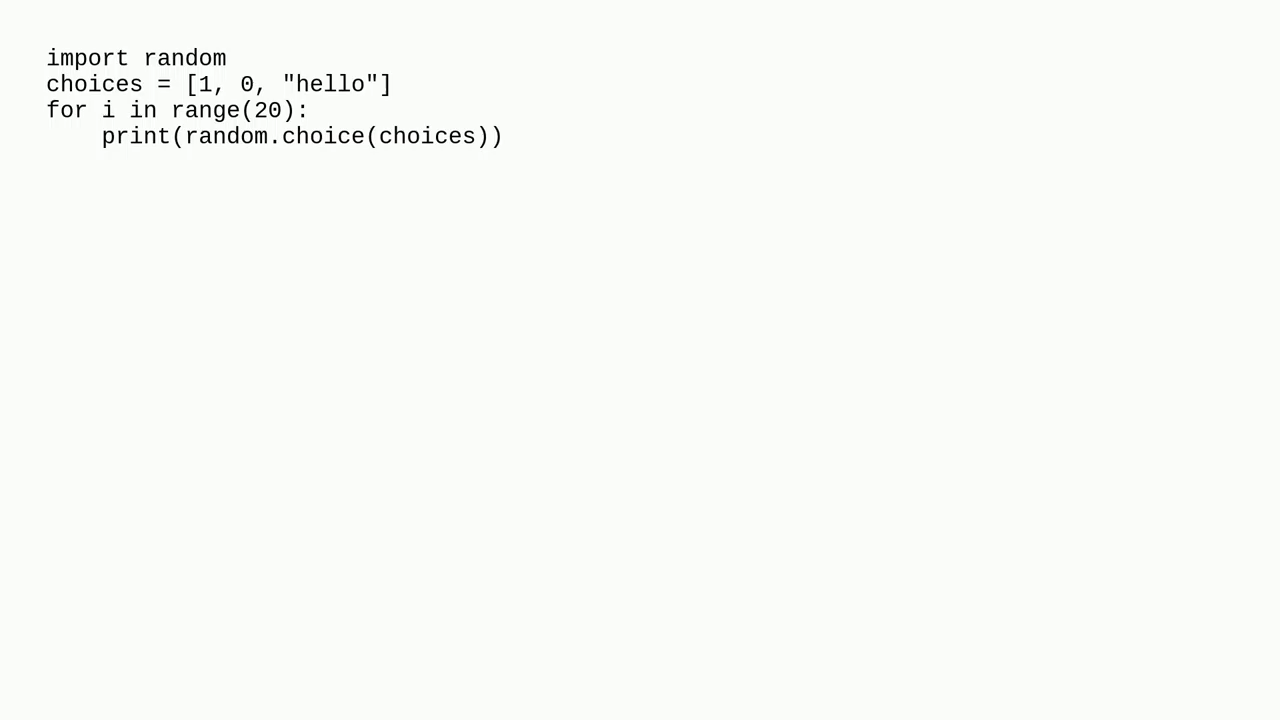 import random
choices = [1, 0, "hello"]
for i in range(20):
    print(random.choice(choices))